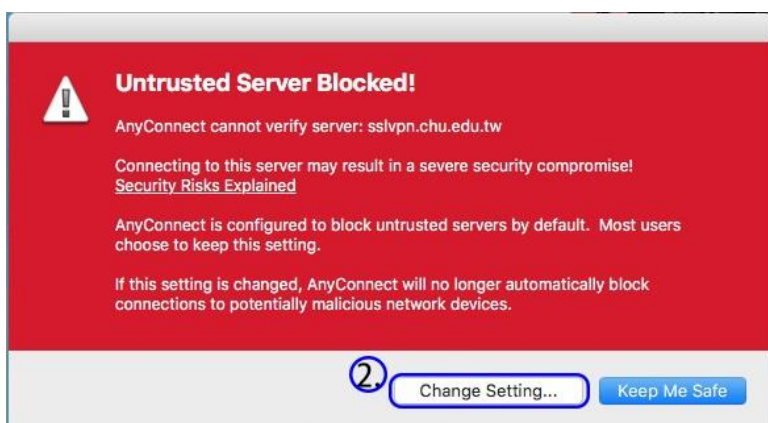 Untrusted Server Blocked!
AnyConnect cannot verify server: sslvpn.chu.edu.tw
Connecting to this server may result in a severe security compromise!
Security Risks Explained
AnyConnect is configured to block untrusted servers by default.  Most users
choose to keep this setting.
If this setting is changed, AnyConnect will no longer automatically block
connections to potentially malicious network devices.
2.
Change Setting...
Keep Me Safe